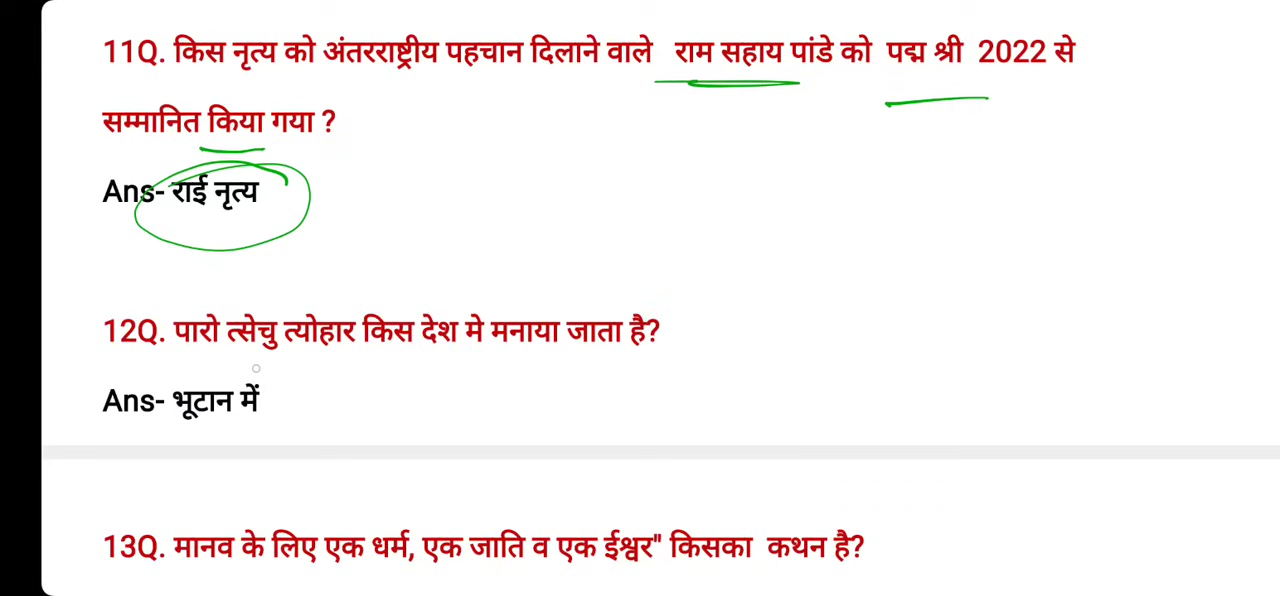 11Q. किस नृत्य को अंतरराष्ट्रीय पहचान दिलाने वाले राम सहाय पांडे को पद्म श्री 2022 से
सम्मानित किया गया ?
Ans- राई नृत्य
12Q. पारो त्सेचु त्योहार किस देश मे मनाया जाता है?
Ans- भूटान में
13Q. मानव के लिए एक धर्म, एक जाति व एक ईश्वर" किसका कथन है?